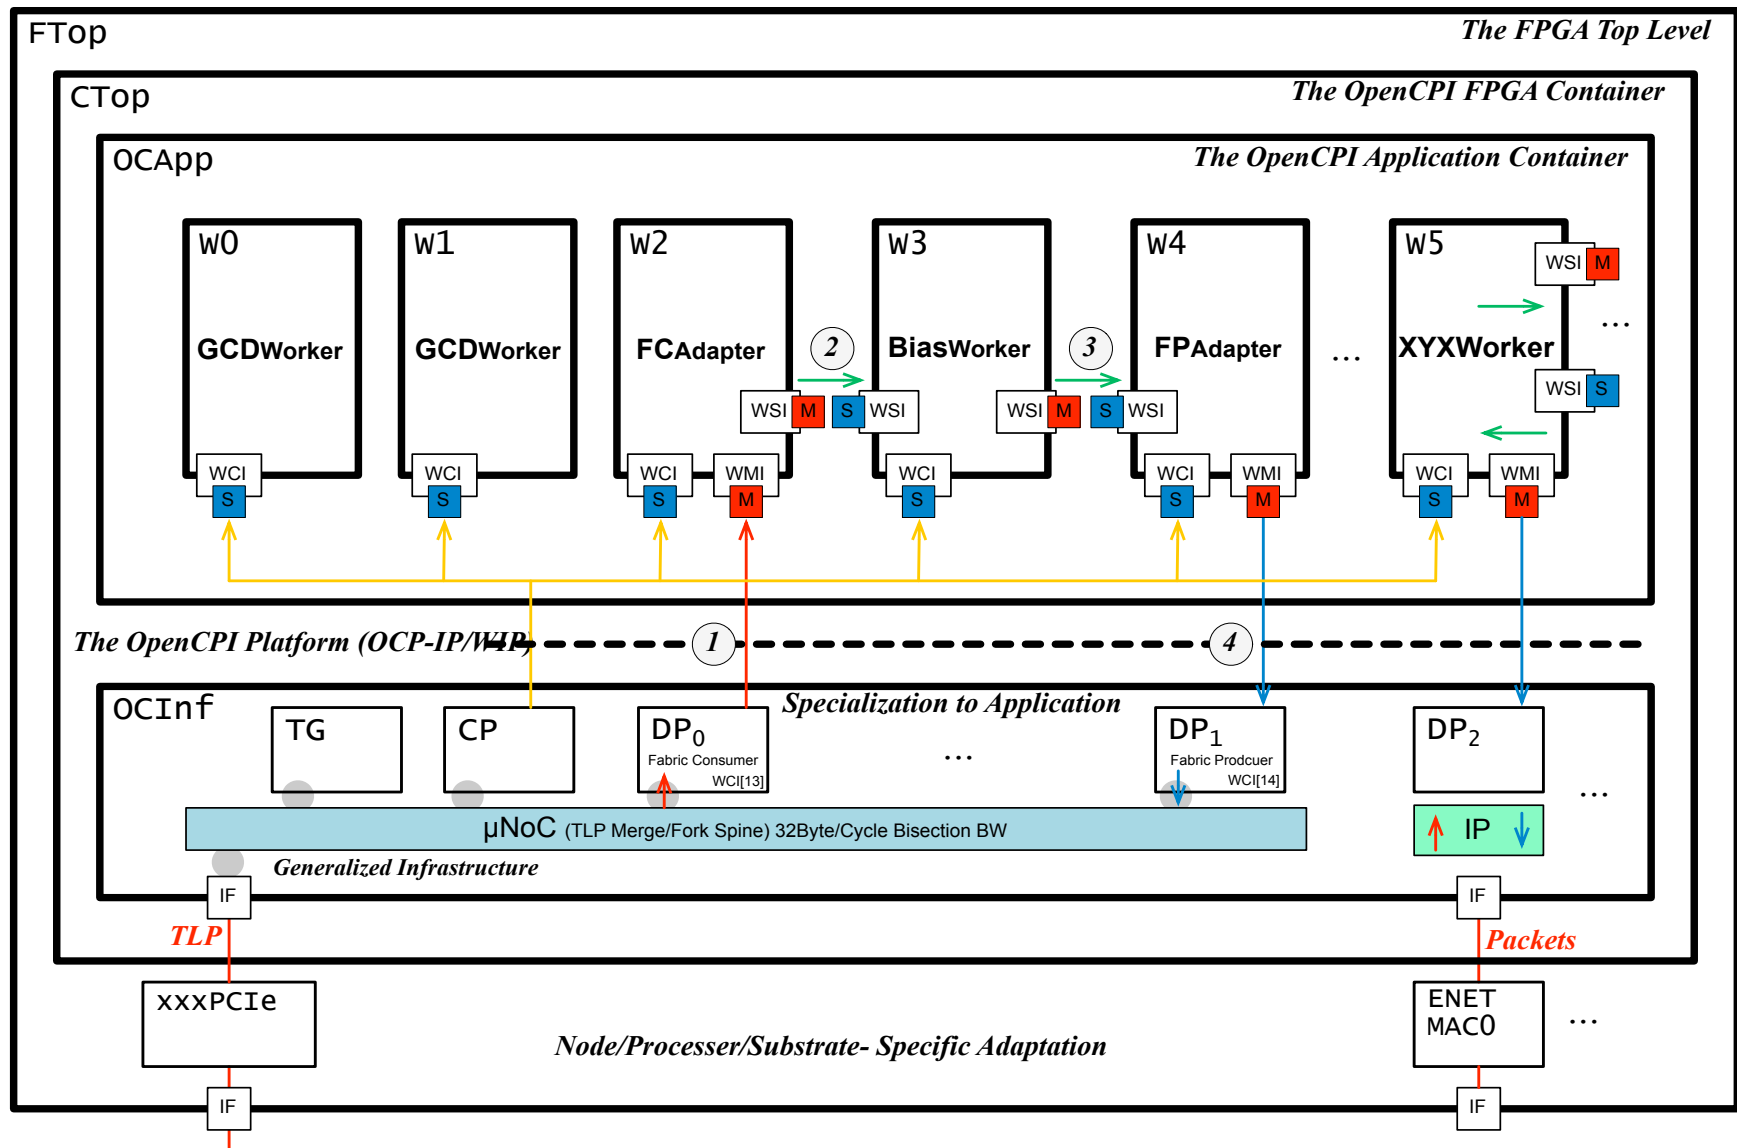 FTop
The FPGA Top Level
CTop
The OpenCPI FPGA Container
OCApp
The OpenCPI Application Container
W0
W1
W2
W3
W4
W5
WSI M
...
GCDWorker
GCDWorker
FCAdapter
2
BiasWorker
3
FPAdapter
...
XYXWorker
WSI S
WSI M
S WSI
WSI M
S WSI
WCI
S
WCI
S
WCI
S
WMI
M
WCI
S
WCI
S
WMI
M
WCI
S
WMI
M
The OpenCPI Platform (OCP-IP/WIP)
1
4
OCInf
Specialization to Application
TG
CP
DP0
Fabric Consumer
WCI[13]
...
DP1
Fabric Prodcuer
WCI[14]
DP2
...
µNoC (TLP Merge/Fork Spine) 32Byte/Cycle Bisection BW
IP
Generalized Infrastructure
IF
IF
TLP
Packets
xxxPCIe
ENET
MAC0
...
Node/Processer/Substrate- Specific Adaptation
IF
IF